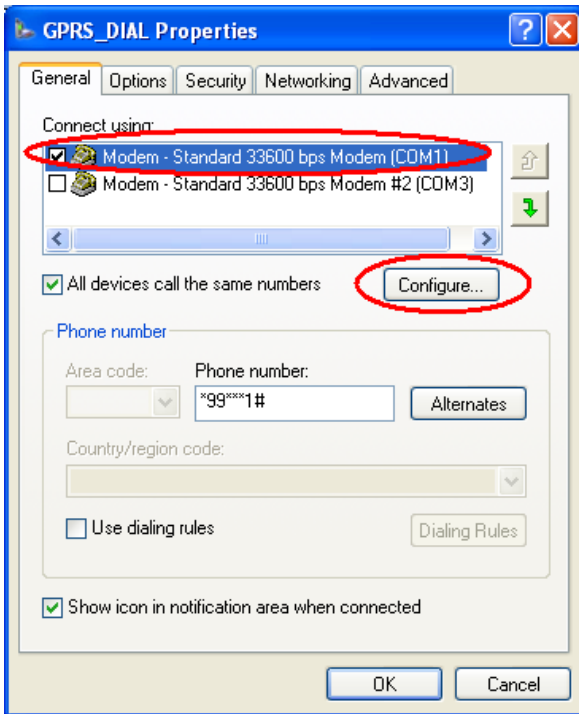 GPRS_DIAL Properties
General Options Security Networking Advanced
Connect using:
Modem - Standard 33600 bps Modem (COM1)
Modem - Standard 33600 bps Modem #2 (COM3)
All devices call the same numbers
Configure...
Phone number
Area code: Phone number:
*99***1#
Alternates
Country/region code:
Use dialing rules
Dialing Rules
Show icon in notification area when connected
OK Cancel